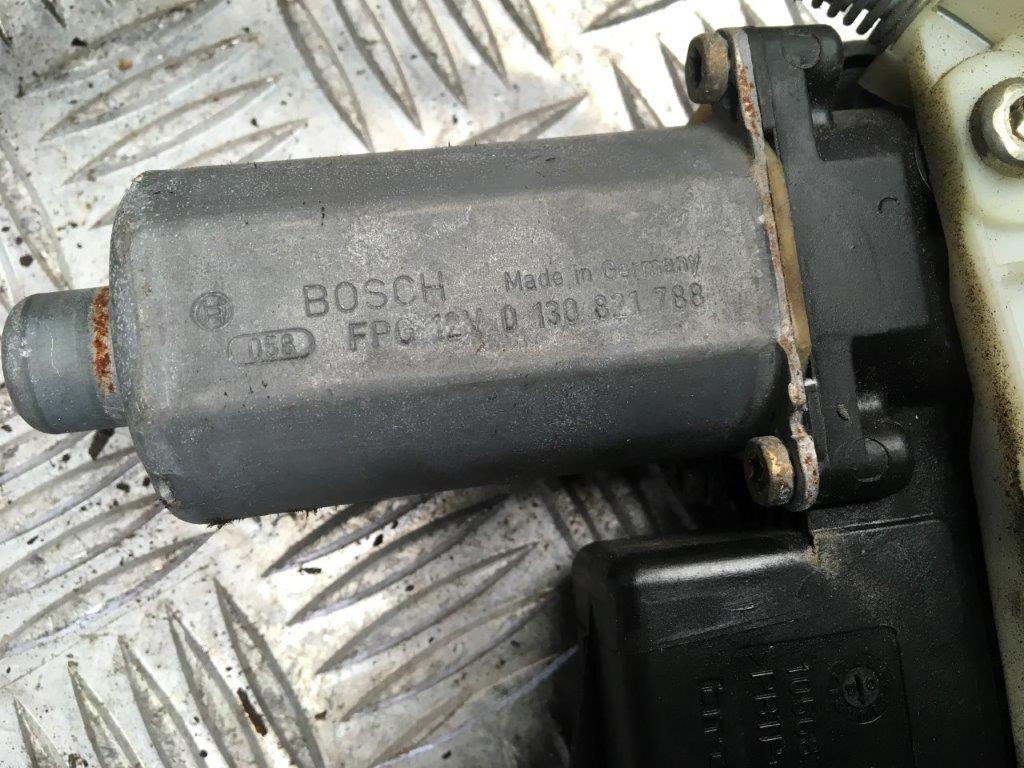 BOSCH Made in Germany
FPG 12V 0 130 821 788
058